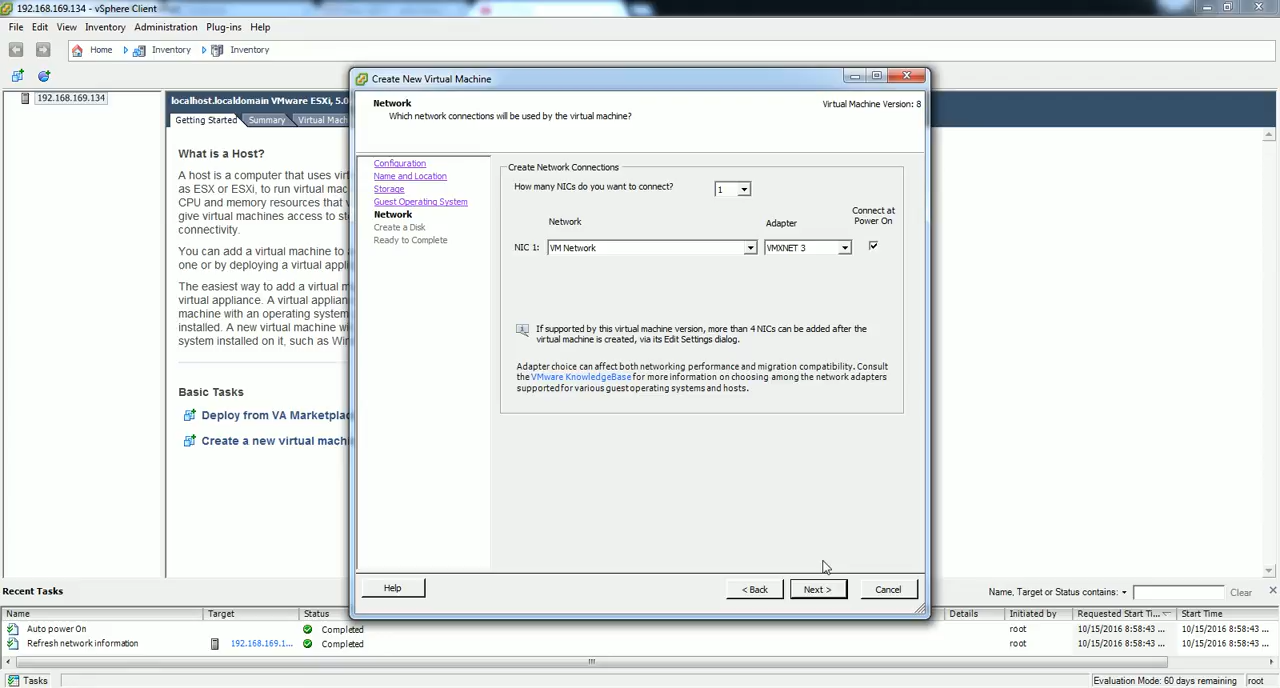 192.168.169.134 - vSphere Client
File Edit View Inventory Administration Plug-ins Help
Home Inventory Inventory
192.168.169.134
localhost.localdomain VMware ESXi, 5.0
Getting Started Summary Virtual Mach
What is a Host?
A host is a computer that uses virt
as ESX or ESXi, to run virtual mac
CPU and memory resources that
give virtual machines access to st
connectivity.
You can add a virtual machine to a
one or by deploying a virtual appli
The easiest way to add a virtual m
virtual appliance. A virtual applian
machine with an operating system
installed. A new virtual machine wi
system installed on it, such as Win
Basic Tasks
Deploy from VA Marketplac
Create a new virtual machi
Create New Virtual Machine
Network
Which network connections will be used by the virtual machine?
Virtual Machine Version: 8
Configuration
Name and Location
Storage
Guest Operating System
Network
Create a Disk
Ready to Complete
Create Network Connections
How many NICs do you want to connect? 1
Network Adapter Connect at
Power On
NIC 1: VM Network VMXNET 3
If supported by this virtual machine version, more than 4 NICs can be added after the
virtual machine is created, via its Edit Settings dialog.
Adapter choice can affect both networking performance and migration compatibility. Consult
the VMware KnowledgeBase for more information on choosing among the network adapters
supported for various guest operating systems and hosts.
Help < Back Next > Cancel
Recent Tasks Name, Target or Status contains: Clear
Name Target Status Details Initiated by Requested Start Ti... Start Time
Auto power On Completed root 10/15/2016 8:58:43 ... 10/15/2016 8:58:43 ...
Refresh network information 192.168.169.1... Completed root 10/15/2016 8:58:43 ... 10/15/2016 8:58:43 ...
Tasks Evaluation Mode: 60 days remaining root